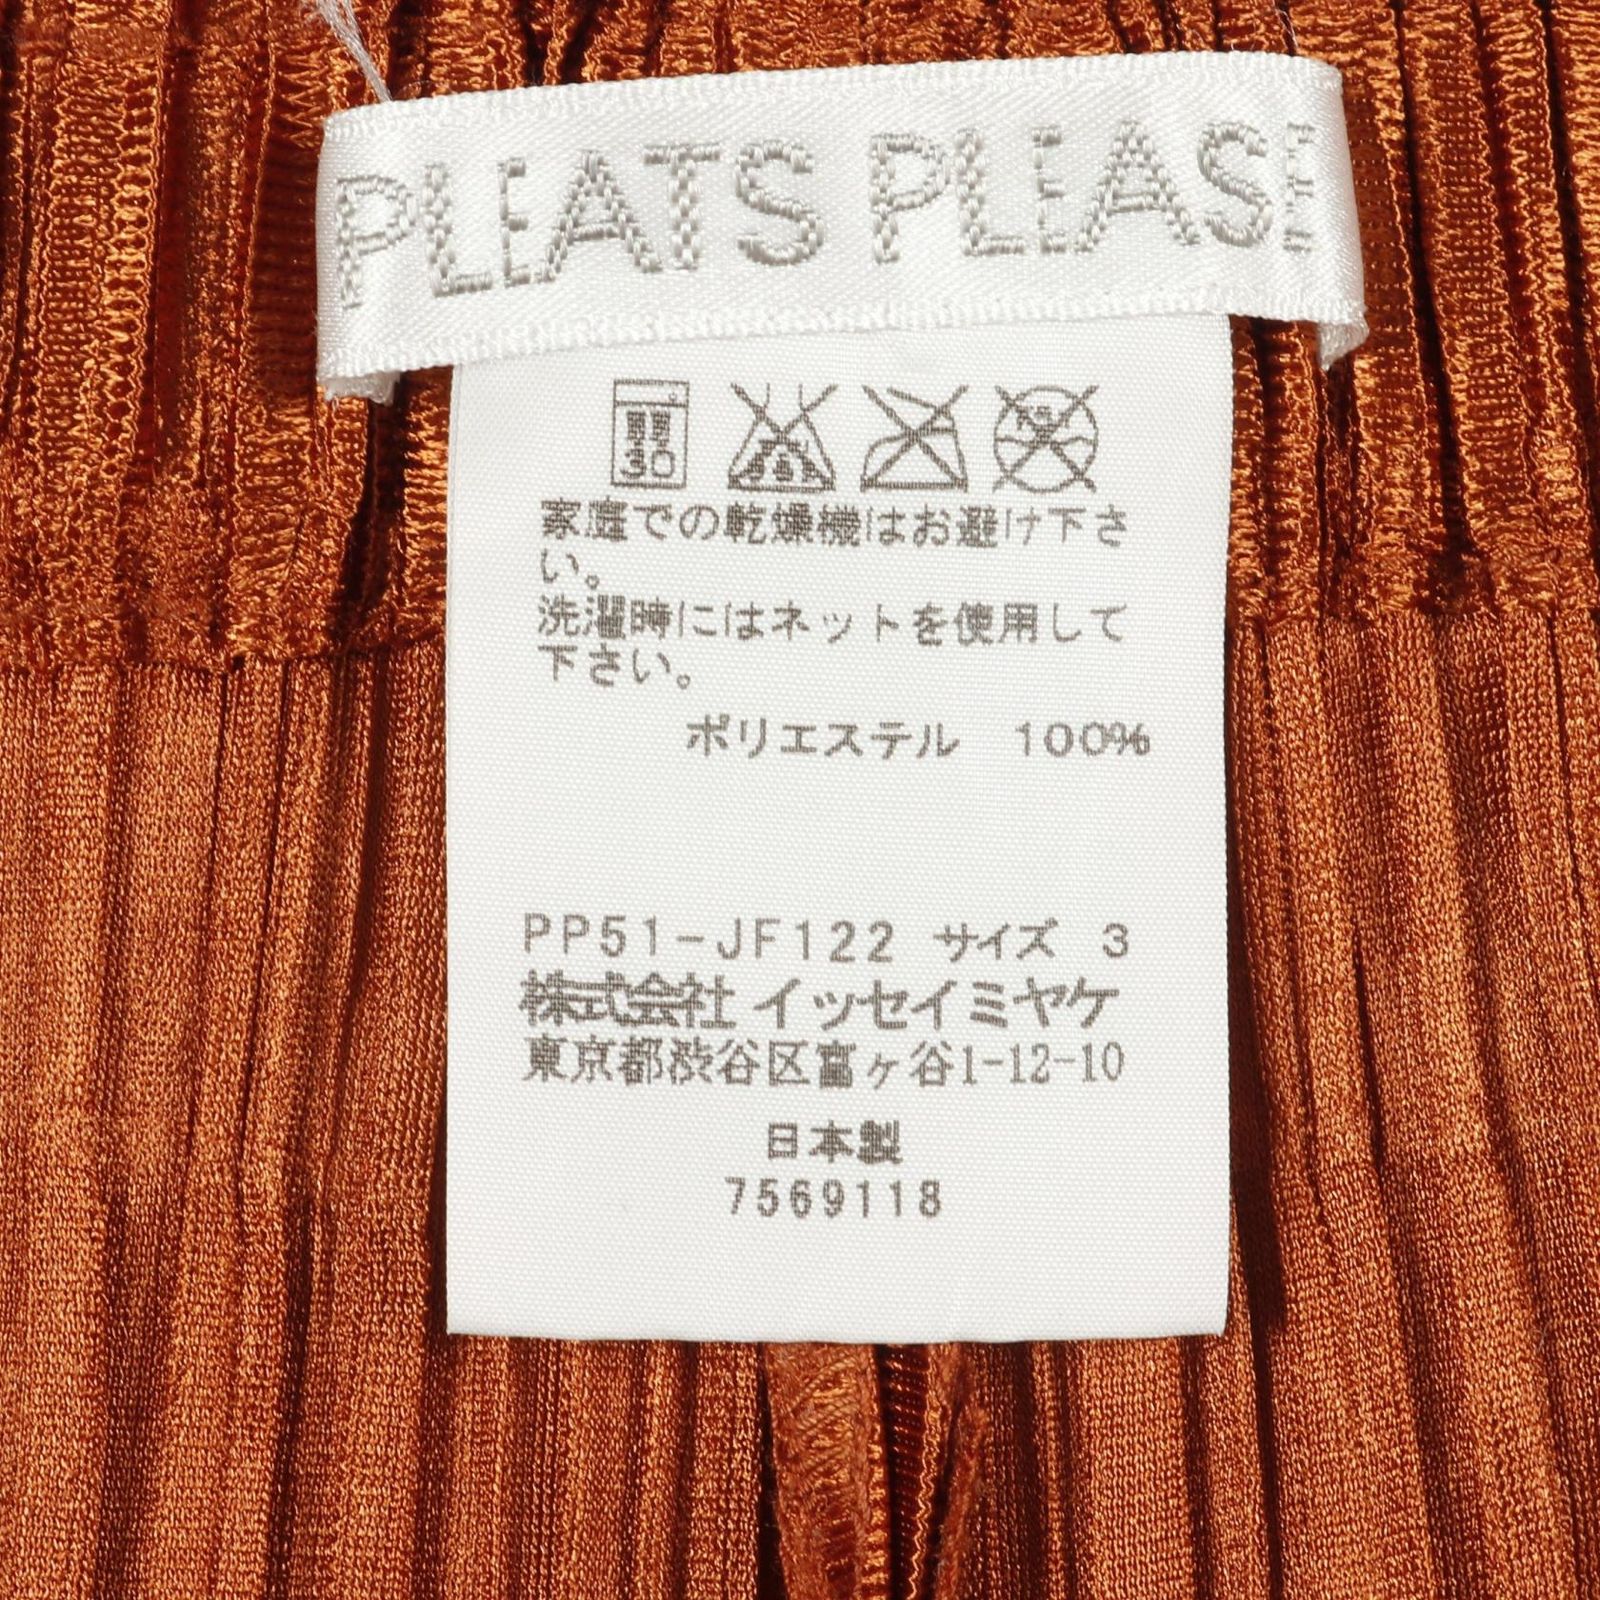 PLEATS PLEASE
弱 30
家庭での乾燥機はお避け下さ
い。
洗濯時にはネットを使用して
下さい。
ポリエステル 100%
PP51-JF122 サイズ 3
株式会社 イッセイミヤケ
東京都渋谷区富ヶ谷1-12-10
日本製
7569118